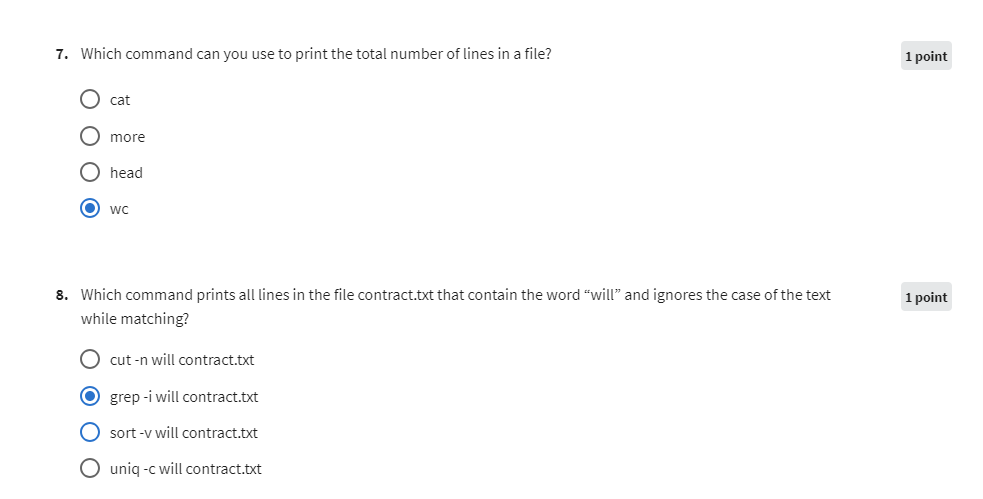 7. Which command can you use to print the total number of lines in a file?
1 point
cat
more
head
wc
8. Which command prints all lines in the file contract.txt that contain the word “will” and ignores the case of the text
1 point
while matching?
cut -n will contract.txt
grep -i will contract.txt
sort -v will contract.txt
uniq -c will contract.txt